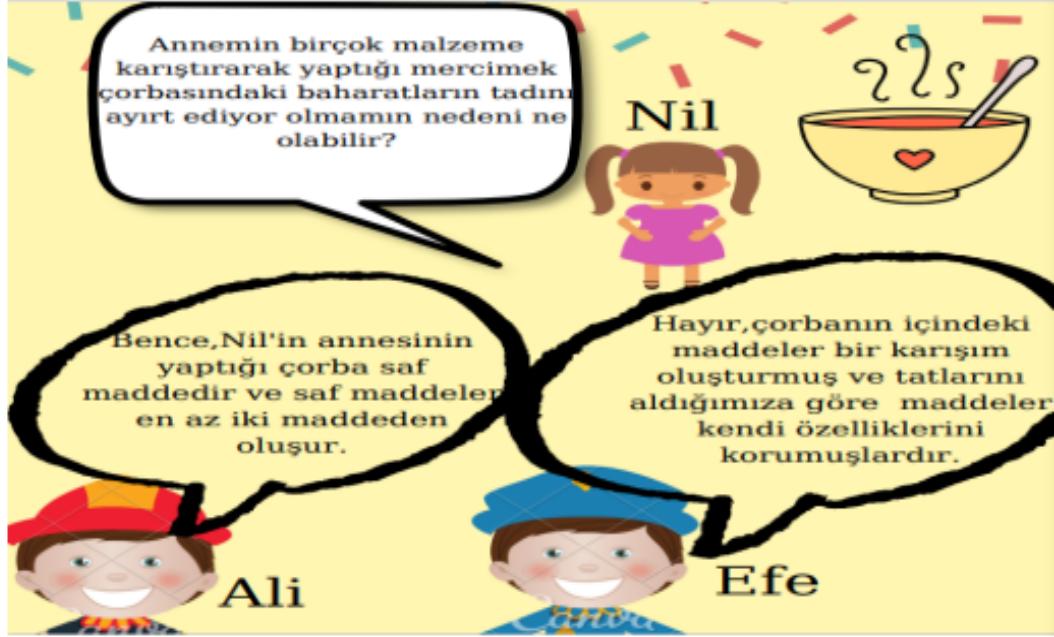 Annemin birçok malzeme
karıştırarak yaptığı mercimek
çorbasındaki baharatların tadını
ayırt ediyor olmamın nedeni ne
olabilir?
Nil
Bence,Nil'in annesinin
yaptığı çorba saf
maddedir ve saf maddeler
en az iki maddeden
oluşur.
Hayır,çorbanın içindeki
maddeler bir karışım
oluşturmuş ve tatlarını
aldığımıza göre maddeler
kendi özelliklerini
korumuşlardır.
Ali
Efe
Canva
Canva